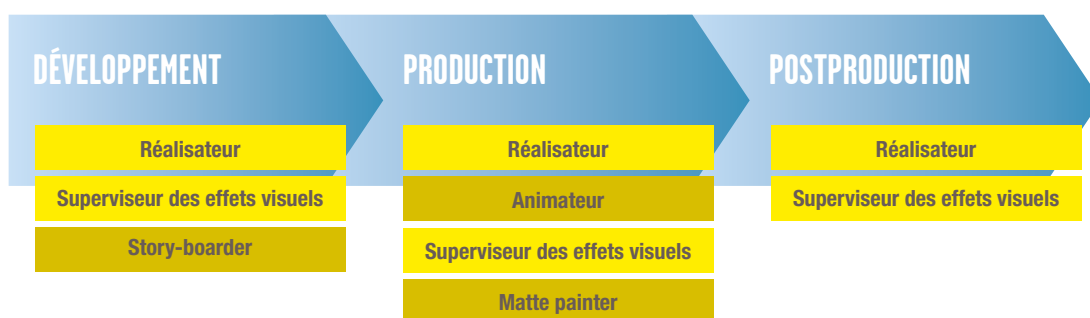 DÉVELOPPEMENT
Réalisateur
Superviseur des effets visuels
Story-boarder
PRODUCTION
Réalisateur
Animateur
Superviseur des effets visuels
Matte painter
POSTPRODUCTION
Réalisateur
Superviseur des effets visuels